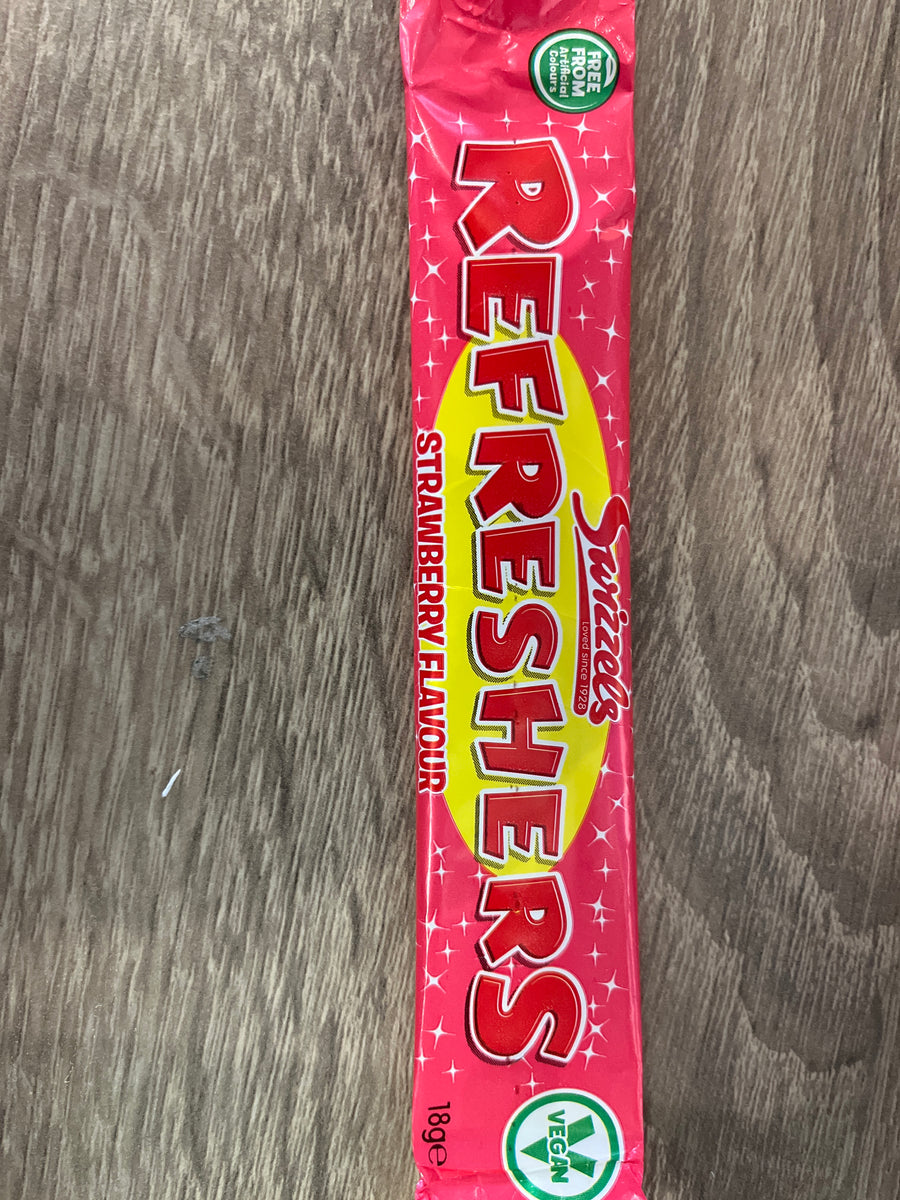 FREE
FROM
Artificial
Colours
Swizzels
Loved since 1928
REFRESHERS
STRAWBERRY FLAVOUR
18g℮
VEGAN